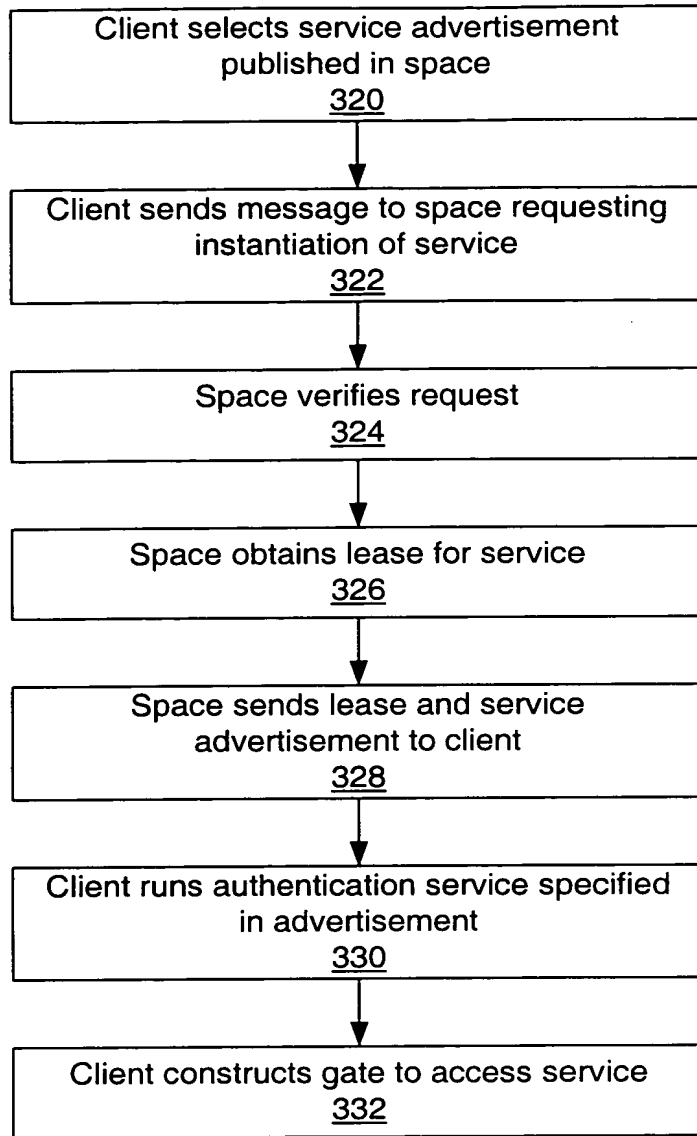 Client selects service advertisement
published in space
320
Client sends message to space requesting
instantiation of service
322
Space verifies request
324
Space obtains lease for service
326
Space sends lease and service
advertisement to client
328
Client runs authentication service specified
in advertisement
330
Client constructs gate to access service
332